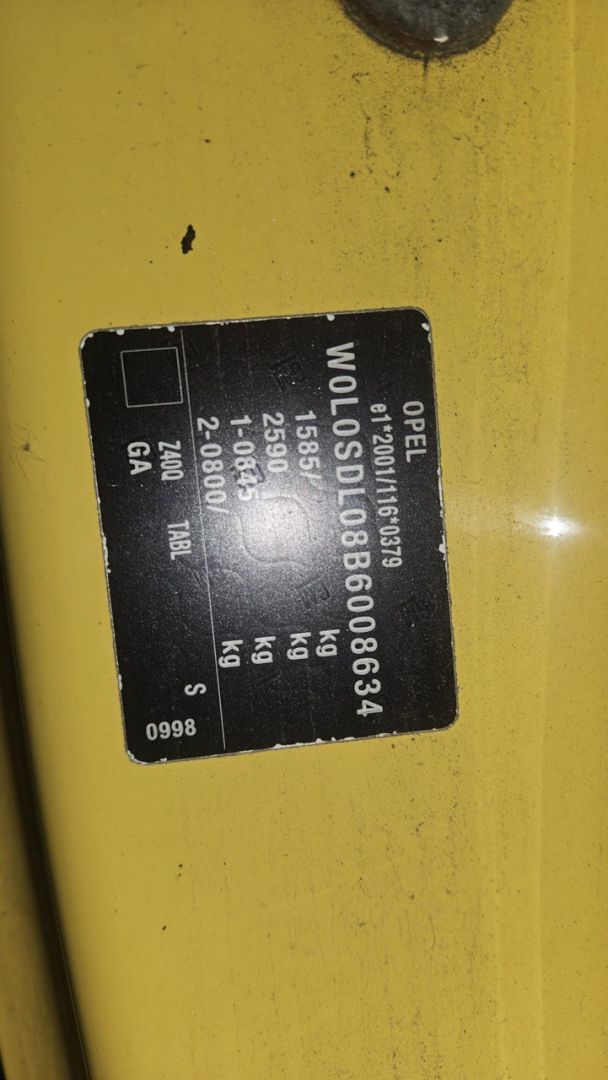 OPEL
e1*2001/116*0379
W0L0SDL08B6008634
1585/ kg
2590 kg
1-0845 kg
2-0800/ kg
S
Z40Q TABL
GA 0998